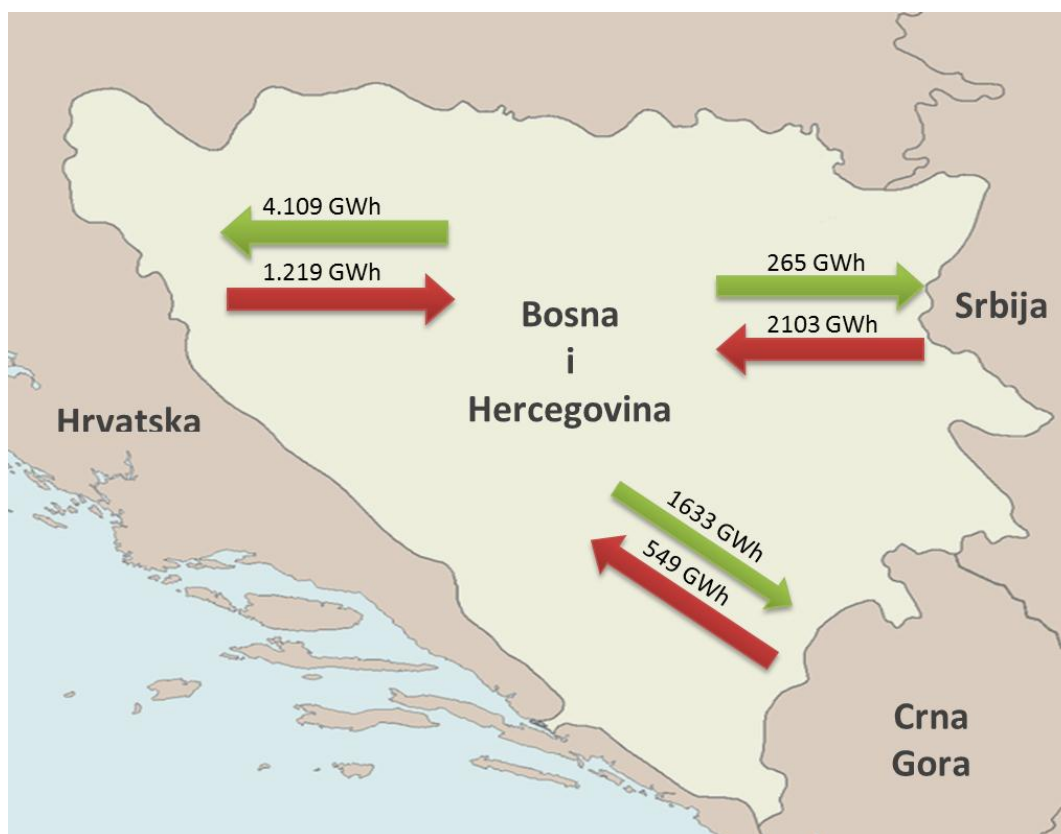 4.109 GWh
1.219 GWh
265 GWh
2103 GWh
Srbija
Bosna
i
Hercegovina
Hrvatska
1633 GWh
549 GWh
Crna
Gora